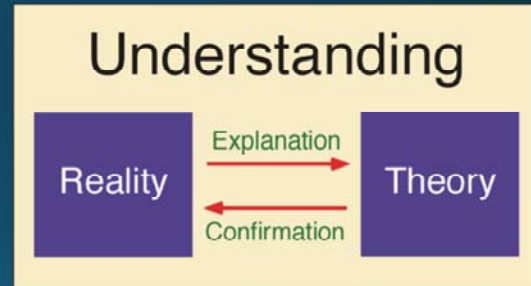 Understanding
Explanation
Reality
Theory
Confirmation